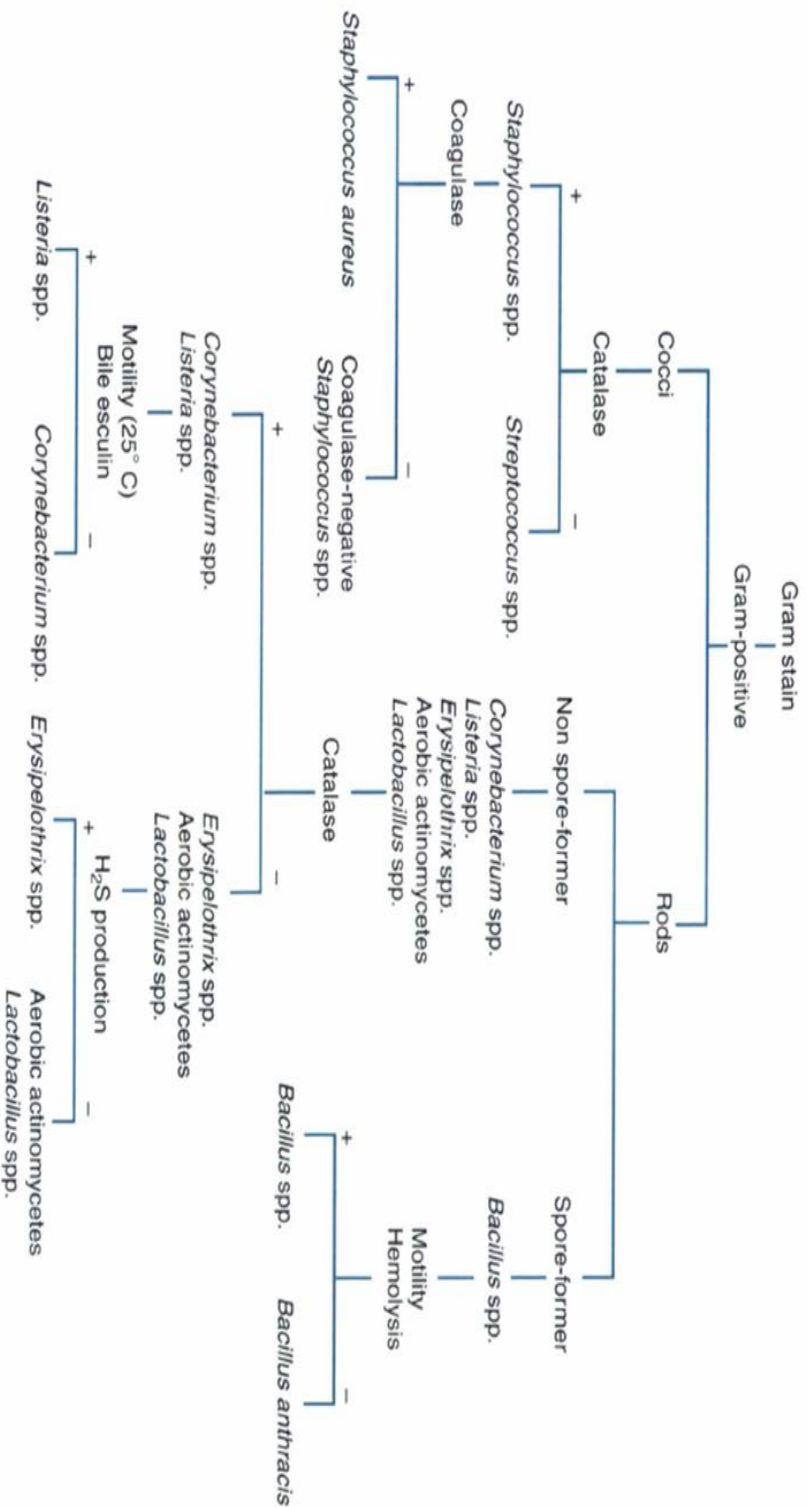 Gram stain
Gram-positive
Cocci
Rods
Catalase
+
−
Staphylococcus spp.
Streptococcus spp.
Coagulase
+
−
Staphylococcus aureus
Coagulase-negative
Staphylococcus spp.
Non spore-former
Spore-former
Corynebacterium spp.
Listeria spp.
Erysipelothrix spp.
Aerobic actinomycetes
Lactobacillus spp.
Bacillus spp.
Catalase
Motility
Hemolysis
+
−
Bacillus spp.
Bacillus anthracis
+
−
Corynebacterium spp.
Listeria spp.
Erysipelothrix spp.
Aerobic actinomycetes
Lactobacillus spp.
Motility (25° C)
Bile esculin
H₂S production
+
−
Listeria spp.
Corynebacterium spp.
+
−
Erysipelothrix spp.
Aerobic actinomycetes
Lactobacillus spp.